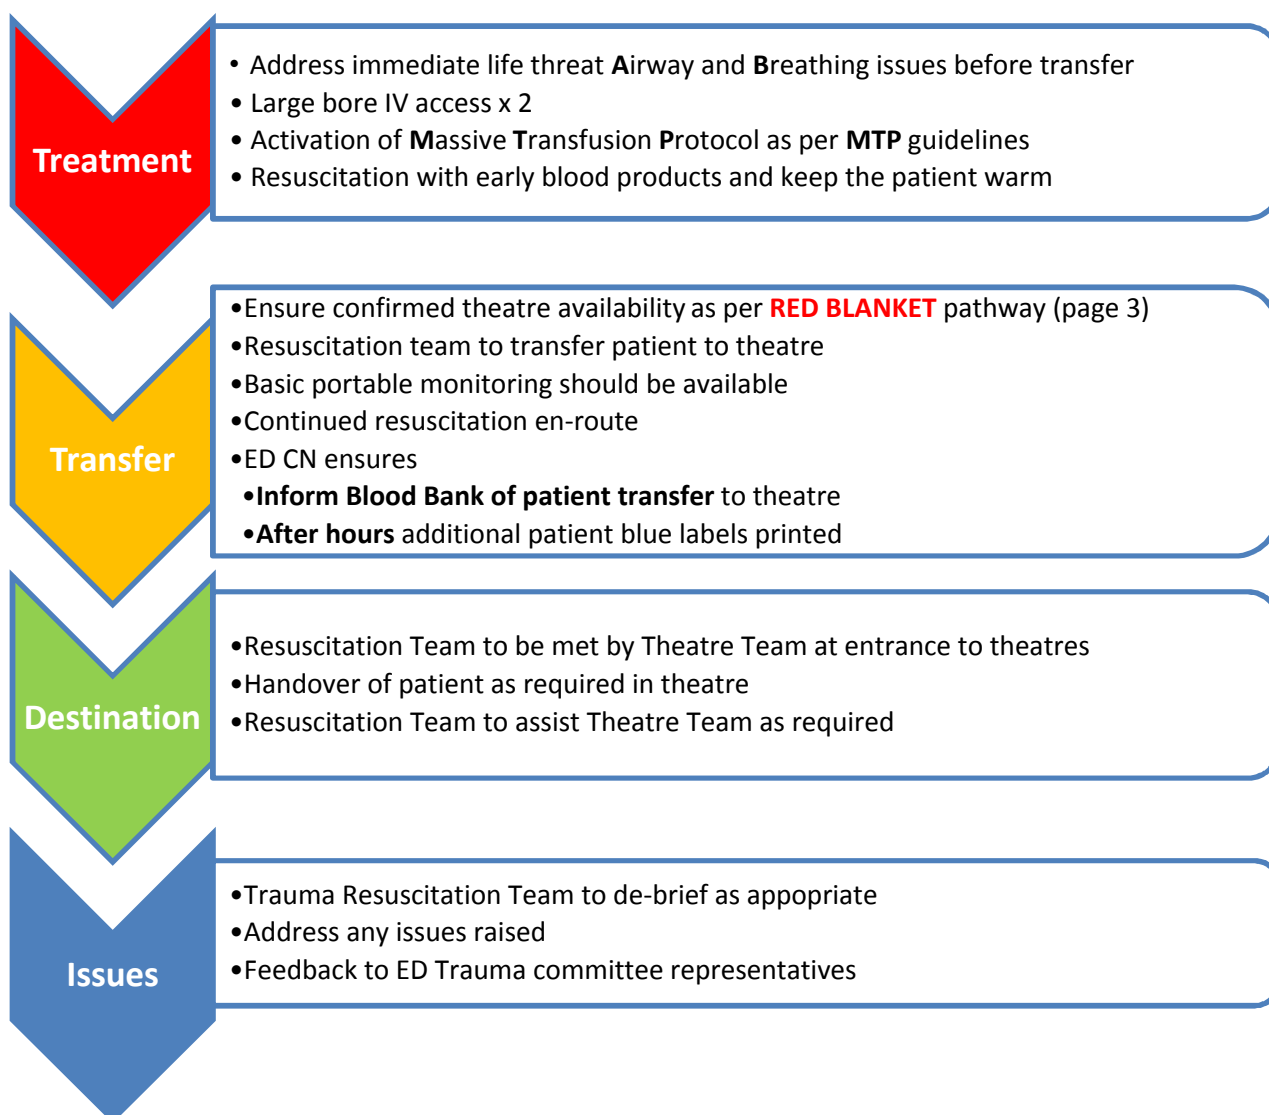 Treatment
• Address immediate life threat Airway and Breathing issues before transfer
• Large bore IV access x 2
• Activation of Massive Transfusion Protocol as per MTP guidelines
• Resuscitation with early blood products and keep the patient warm
Transfer
•Ensure confirmed theatre availability as per RED BLANKET pathway (page 3)
•Resuscitation team to transfer patient to theatre
•Basic portable monitoring should be available
•Continued resuscitation en-route
•ED CN ensures
•Inform Blood Bank of patient transfer to theatre
•After hours additional patient blue labels printed
Destination
•Resuscitation Team to be met by Theatre Team at entrance to theatres
•Handover of patient as required in theatre
•Resuscitation Team to assist Theatre Team as required
Issues
•Trauma Resuscitation Team to de-brief as appopriate
•Address any issues raised
•Feedback to ED Trauma committee representatives